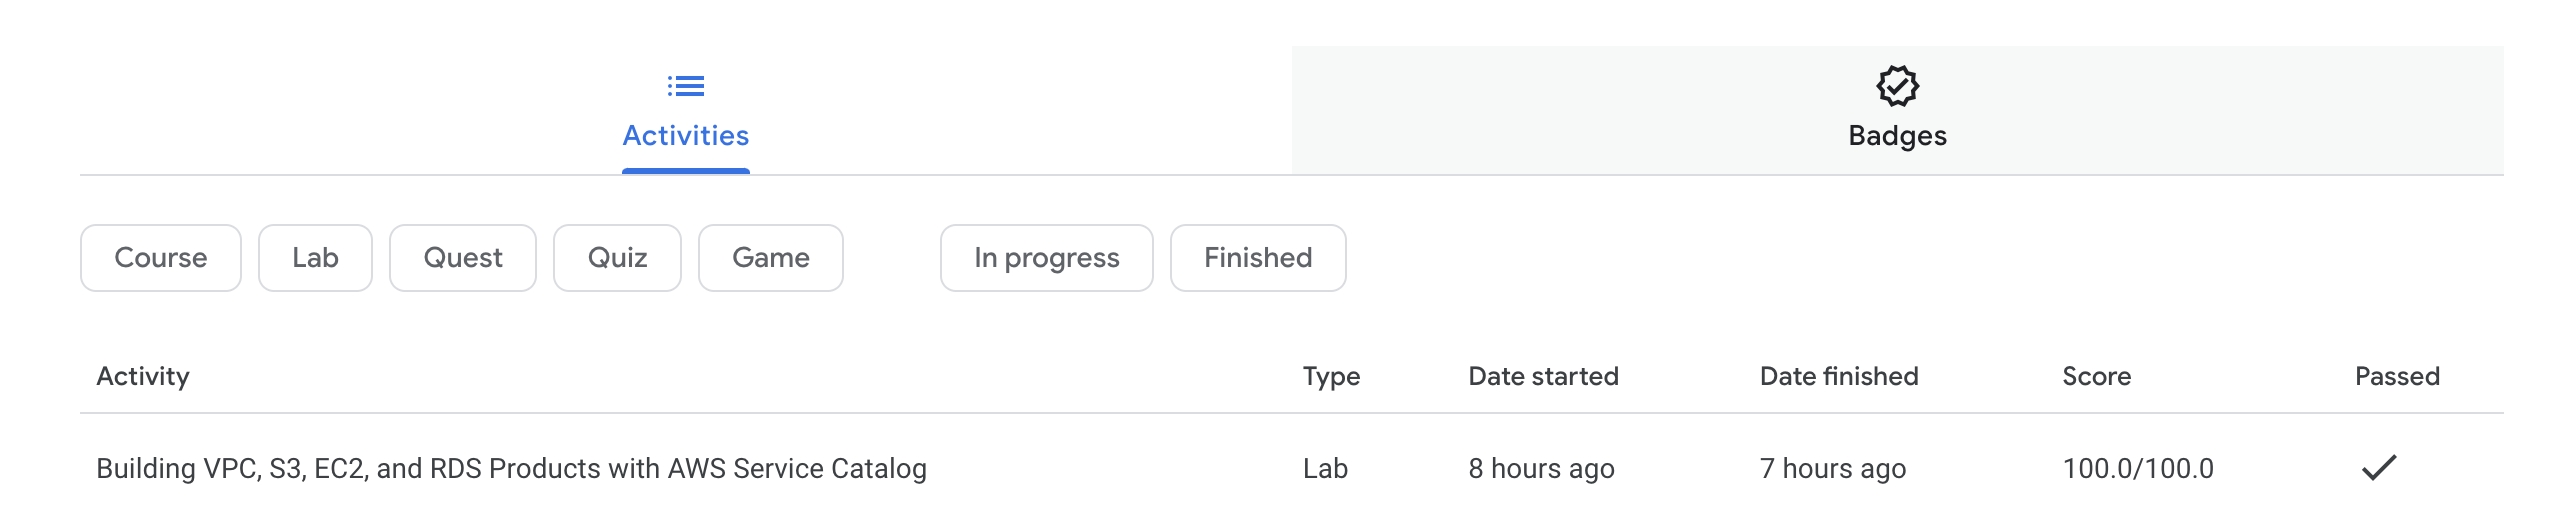 Activities Badges
Course Lab Quest Quiz Game In progress Finished
Activity Type Date started Date finished Score Passed
Building VPC, S3, EC2, and RDS Products with AWS Service Catalog Lab 8 hours ago 7 hours ago 100.0/100.0